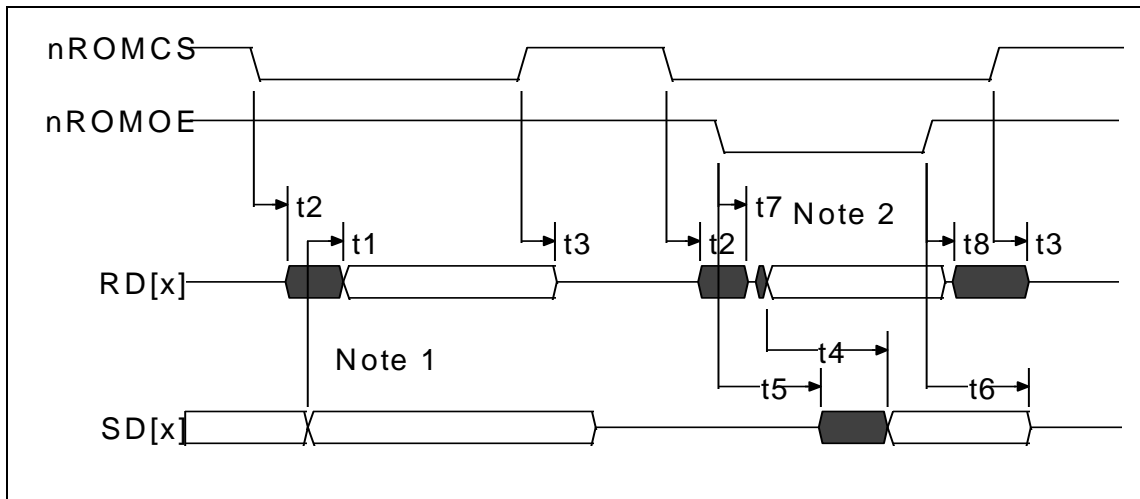 nROMCS
nROMOE
t2
t7
Note 2
t1
t3
t2
t8
t3
RD[x]
Note 1
t4
t5
t6
SD[x]